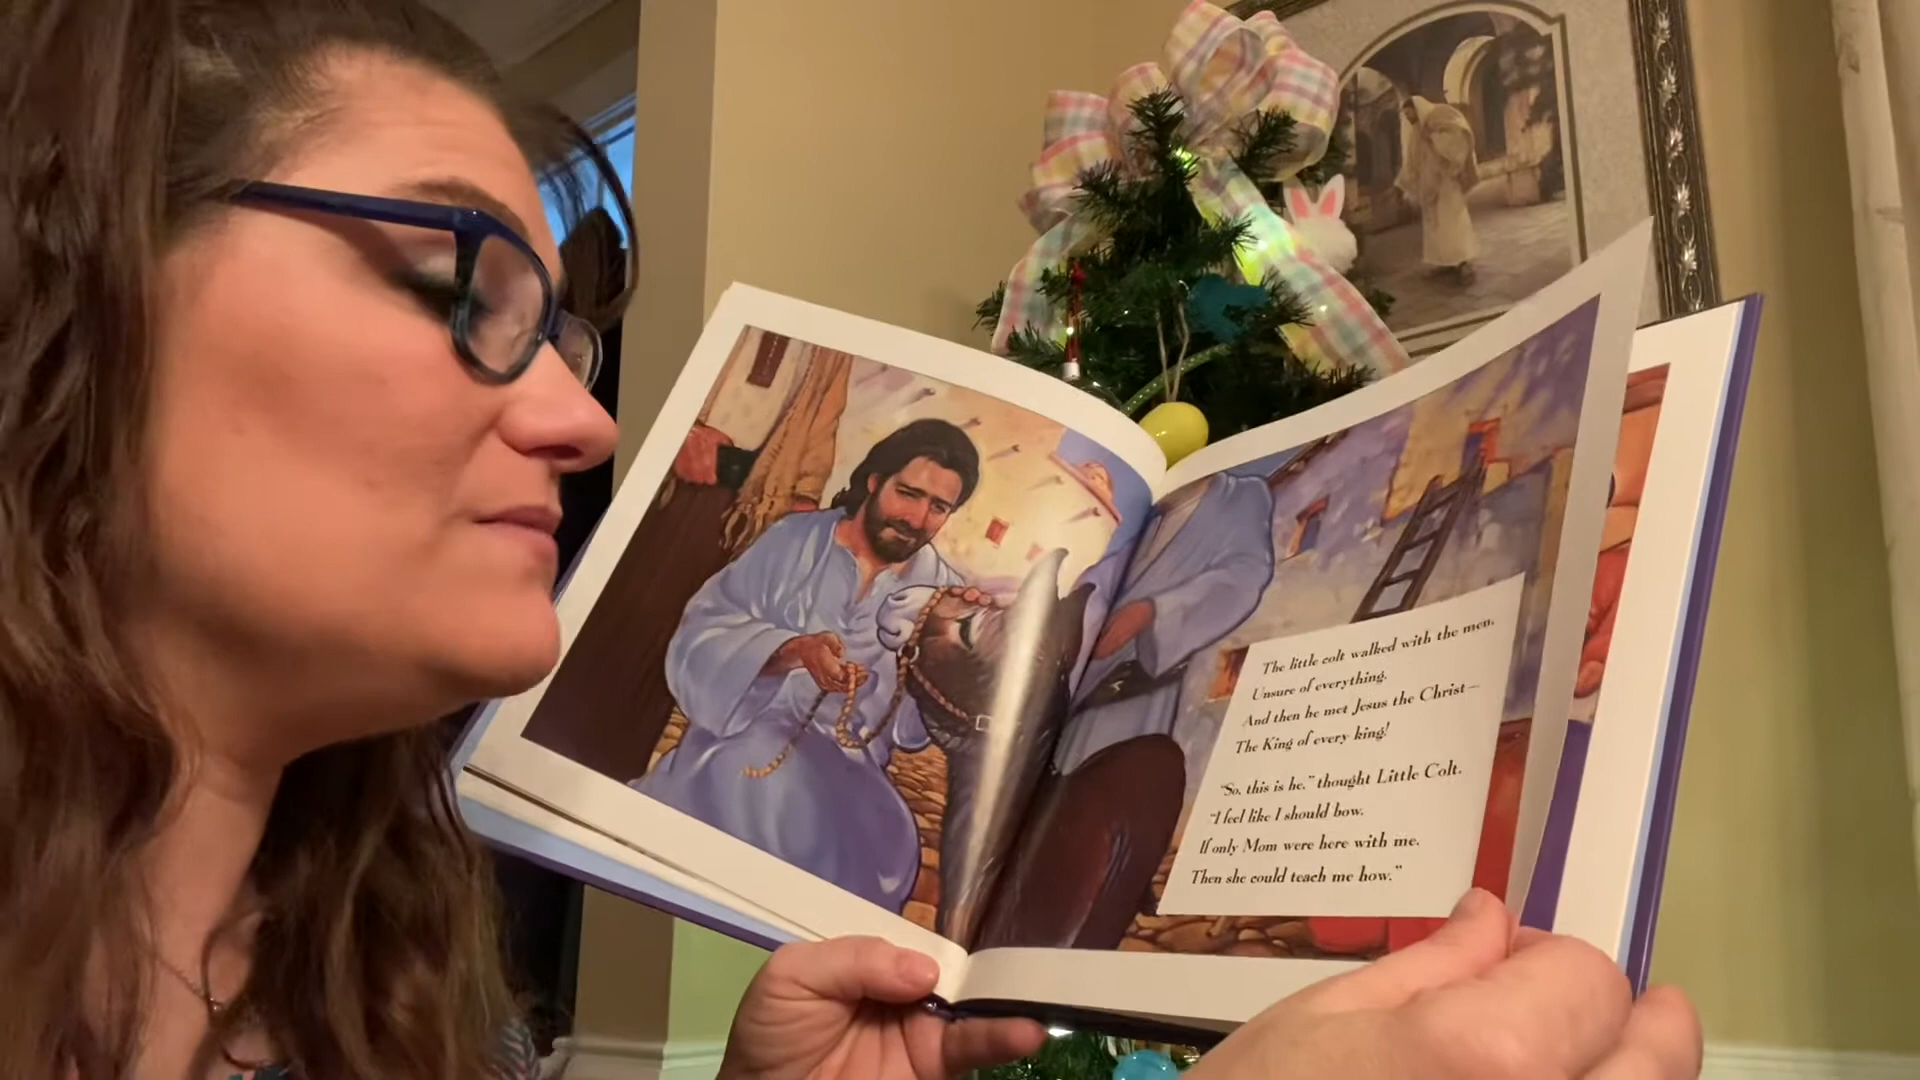 The little colt walked with the men,
Unsure of everything.
And then he met Jesus the Christ—
The King of every king!
"So, this is he," thought Little Colt.
"I feel like I should bow.
If only Mom were here with me,
Then she could teach me how."